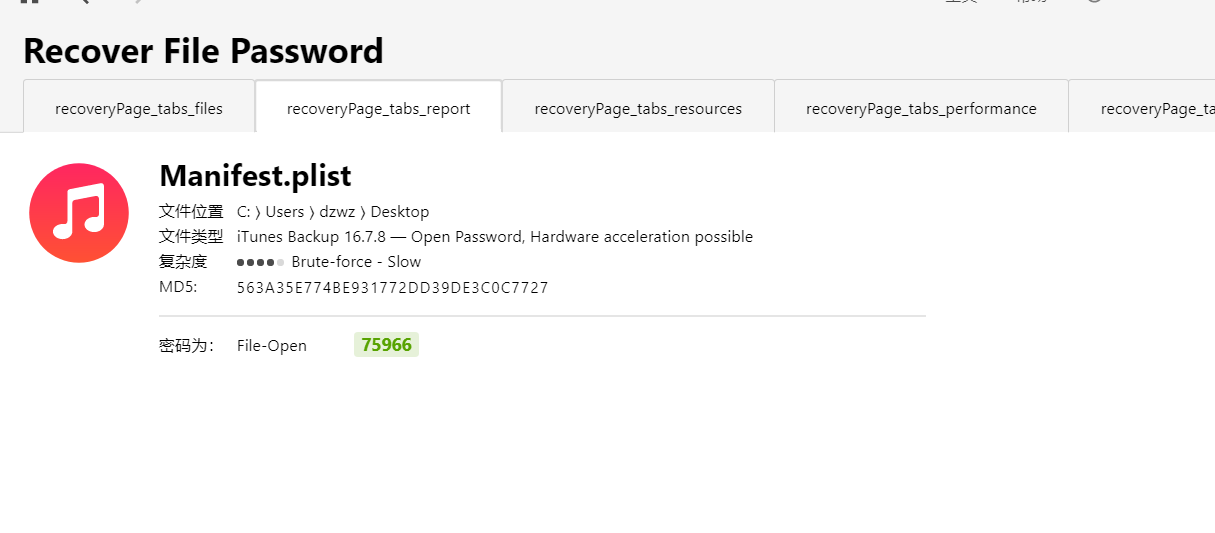 Recover File Password
recoveryPage_tabs_files recoveryPage_tabs_report recoveryPage_tabs_resources recoveryPage_tabs_performance
Manifest.plist
文件位置 C: 〉Users 〉dzwz 〉Desktop
文件类型 iTunes Backup 16.7.8 — Open Password, Hardware acceleration possible
复杂度 Brute-force - Slow
MD5: 563A35E774BE931772DD39DE3C0C7727
密码为： File-Open 75966